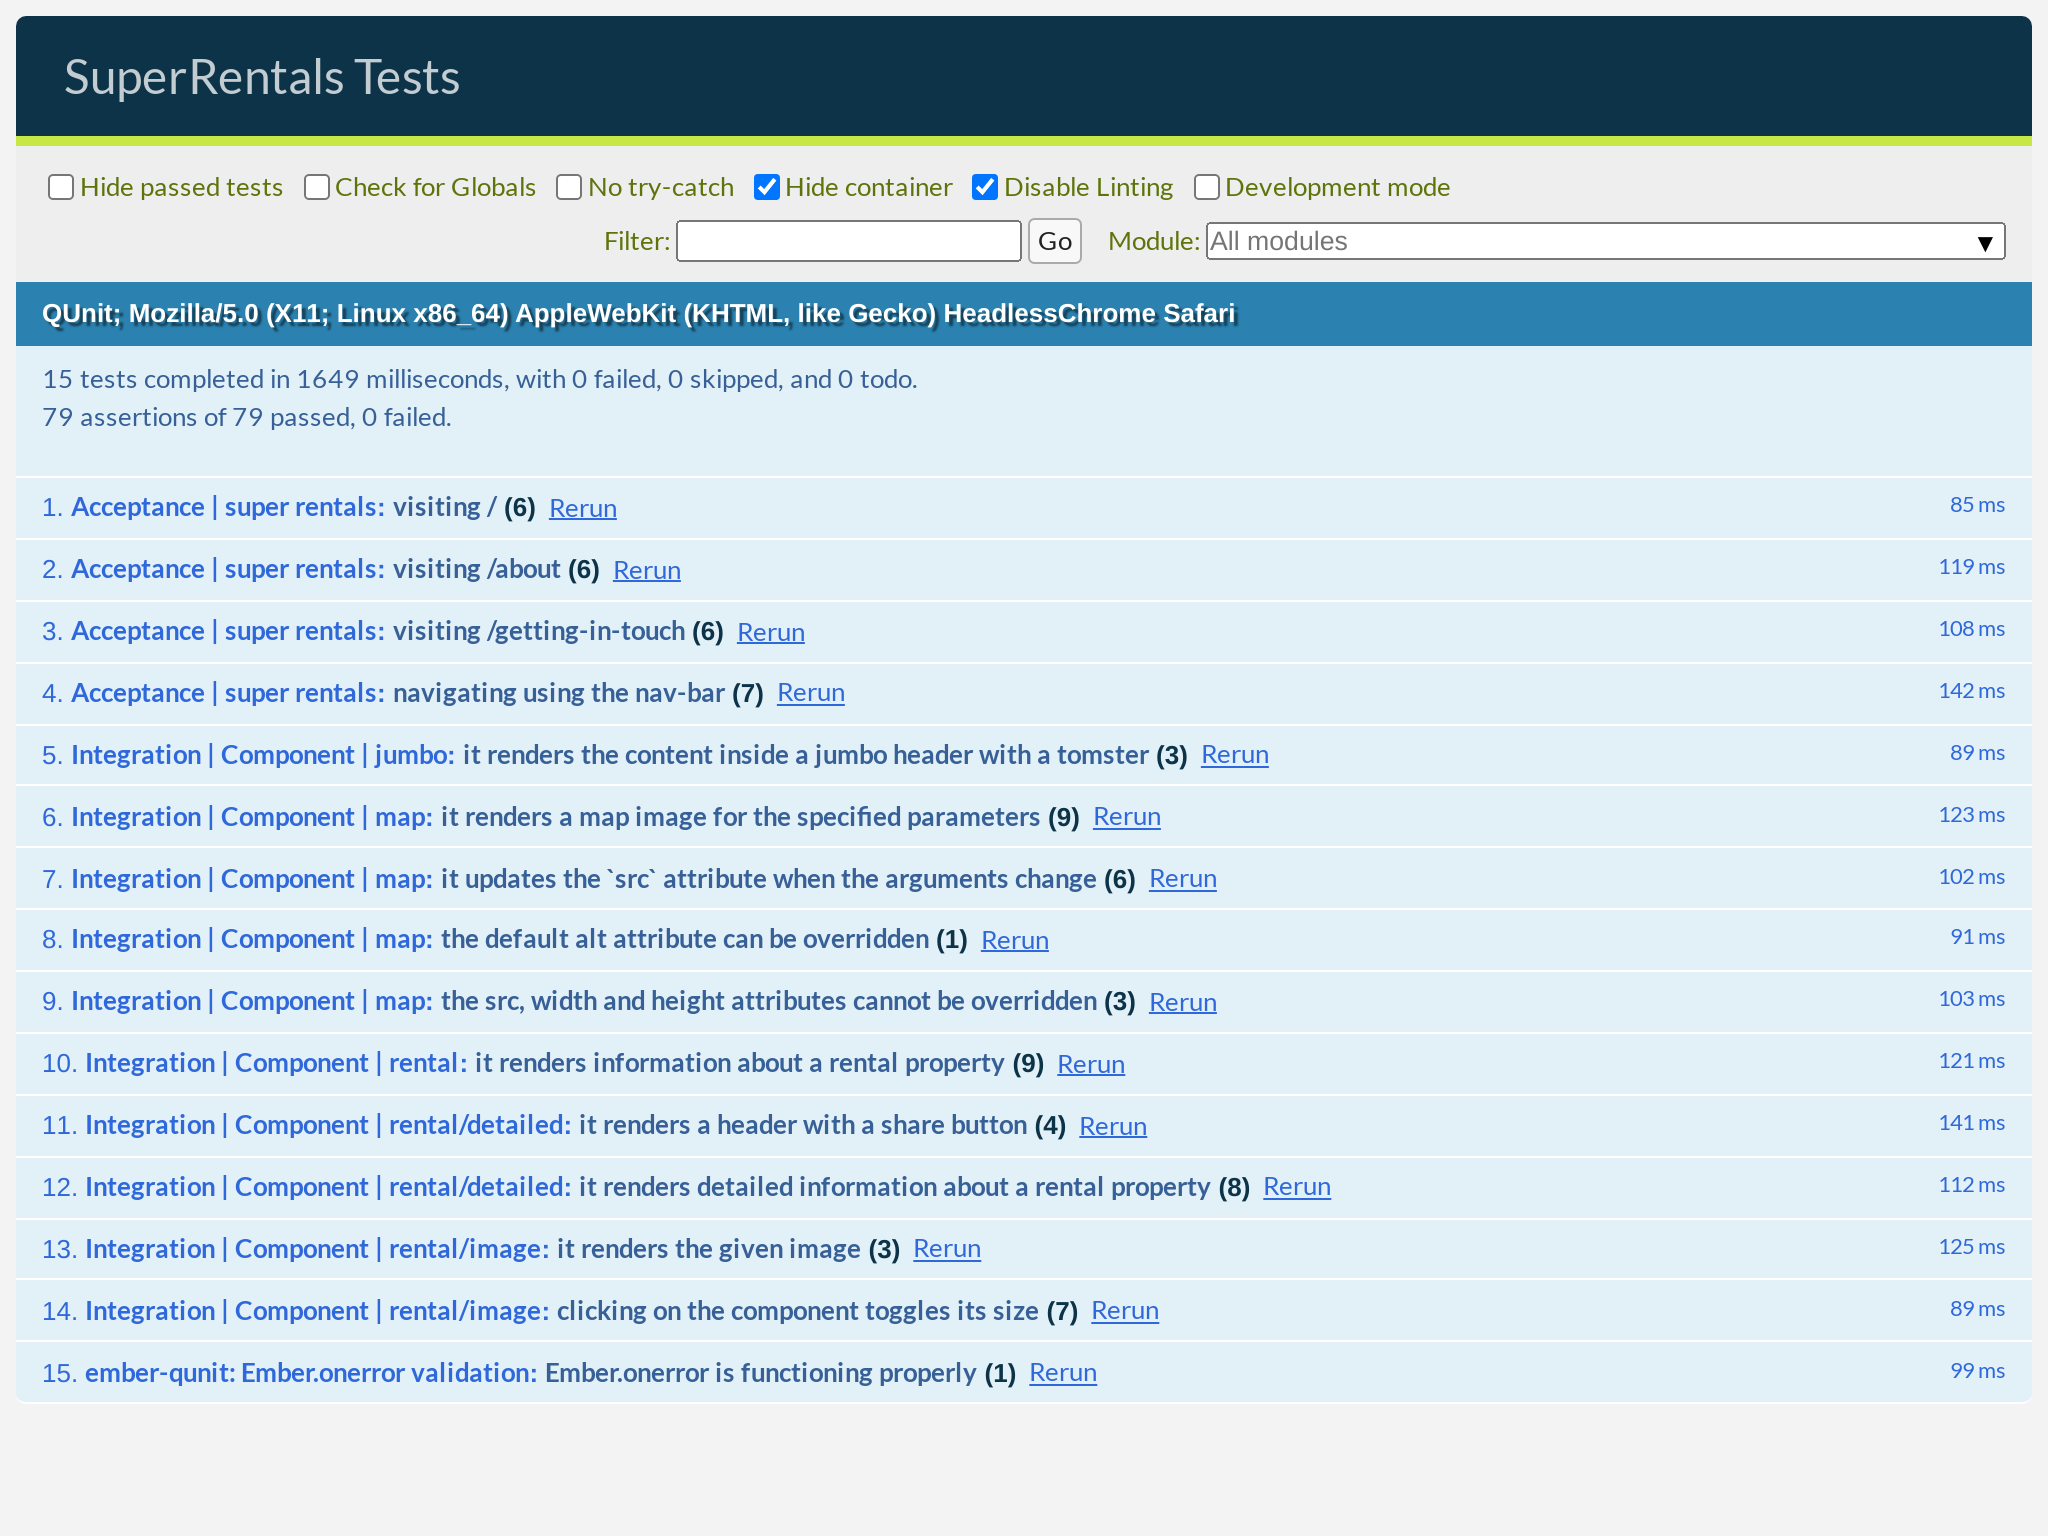 SuperRentals Tests
Hide passed tests Check for Globals No try-catch Hide container Disable Linting Development mode
Filter: Go Module: All modules ▼
QUnit; Mozilla/5.0 (X11; Linux x86_64) AppleWebKit (KHTML, like Gecko) HeadlessChrome Safari
15 tests completed in 1649 milliseconds, with 0 failed, 0 skipped, and 0 todo.
79 assertions of 79 passed, 0 failed.
1. Acceptance | super rentals: visiting / (6) Rerun 85 ms
2. Acceptance | super rentals: visiting /about (6) Rerun 119 ms
3. Acceptance | super rentals: visiting /getting-in-touch (6) Rerun 108 ms
4. Acceptance | super rentals: navigating using the nav-bar (7) Rerun 142 ms
5. Integration | Component | jumbo: it renders the content inside a jumbo header with a tomster (3) Rerun 89 ms
6. Integration | Component | map: it renders a map image for the specified parameters (9) Rerun 123 ms
7. Integration | Component | map: it updates the `src` attribute when the arguments change (6) Rerun 102 ms
8. Integration | Component | map: the default alt attribute can be overridden (1) Rerun 91 ms
9. Integration | Component | map: the src, width and height attributes cannot be overridden (3) Rerun 103 ms
10. Integration | Component | rental: it renders information about a rental property (9) Rerun 121 ms
11. Integration | Component | rental/detailed: it renders a header with a share button (4) Rerun 141 ms
12. Integration | Component | rental/detailed: it renders detailed information about a rental property (8) Rerun 112 ms
13. Integration | Component | rental/image: it renders the given image (3) Rerun 125 ms
14. Integration | Component | rental/image: clicking on the component toggles its size (7) Rerun 89 ms
15. ember-qunit: Ember.onerror validation: Ember.onerror is functioning properly (1) Rerun 99 ms